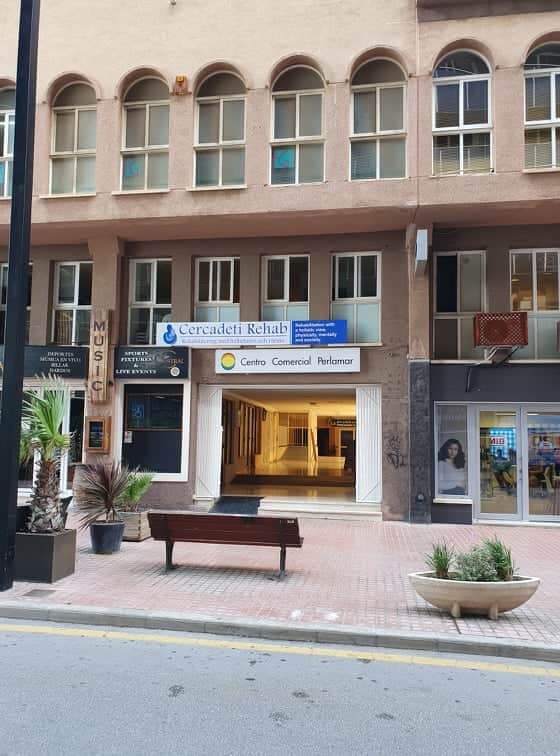 MUSIC
Cercadeti Rehab
Rehabilitation with
a holistic view,
physically, mentally
and socially
SPORTS
FIXTURES
&
LIVE EVENTS
Centro Comercial Perlamar
DEPORTES
MUSICA EN VIVO
BILLAR
DARDOS